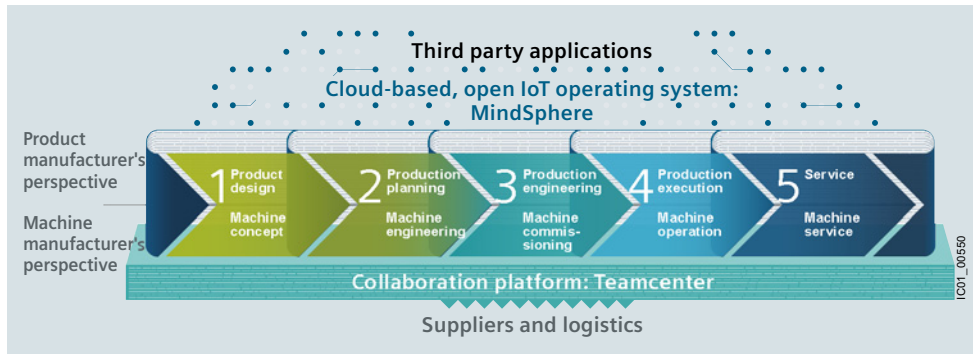 Third party applications
Cloud-based, open IoT operating system:
MindSphere
Product
manufacturer's
perspective
Machine
manufacturer's
perspective
1
Product
design
Machine
concept
2
Production
planning
Machine
engineering
3
Production
engineering
Machine
commis-
sioning
4
Production
execution
Machine
operation
5
Service
Machine
service
Collaboration platform: Teamcenter
Suppliers and logistics
IC01_00550